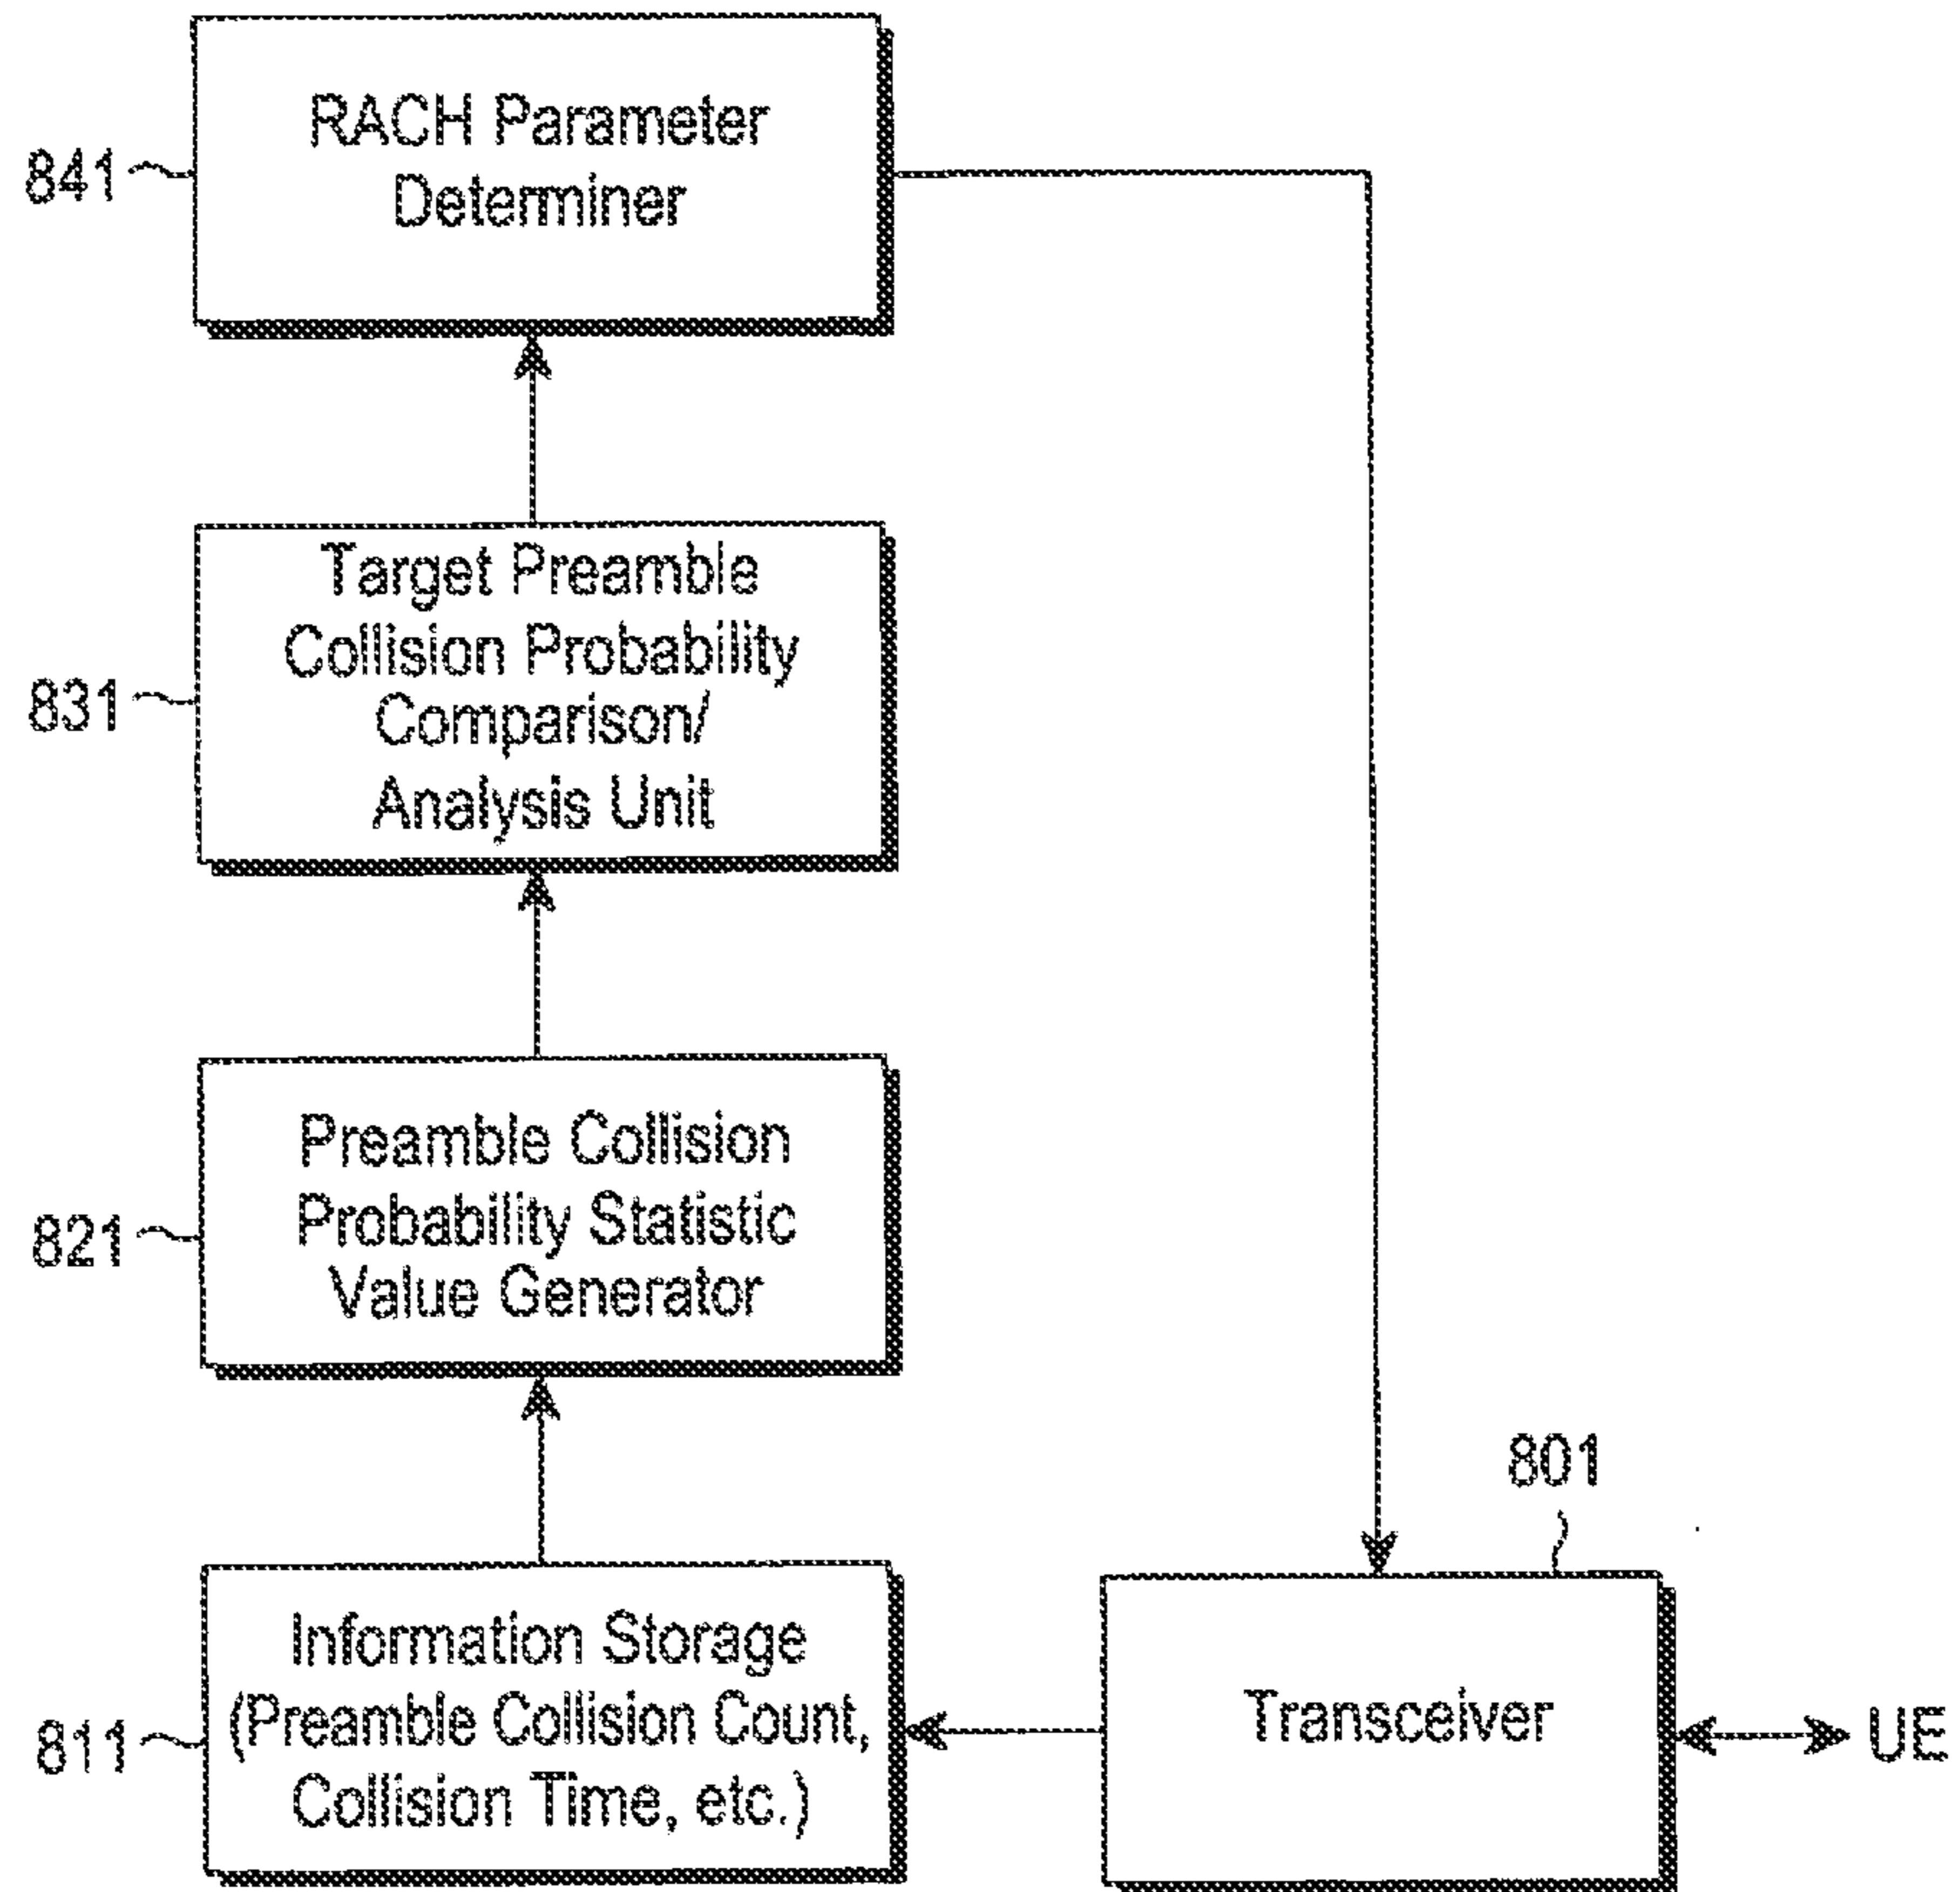 RACH Parameter
Determiner
841
Target Preamble
Collision Probability
Comparison/
Analysis Unit
831
Preamble Collision
Probability Statistic
Value Generator
821
801
Information Storage
(Preamble Collision Count,
Collision Time, etc.)
811
Transceiver
UE